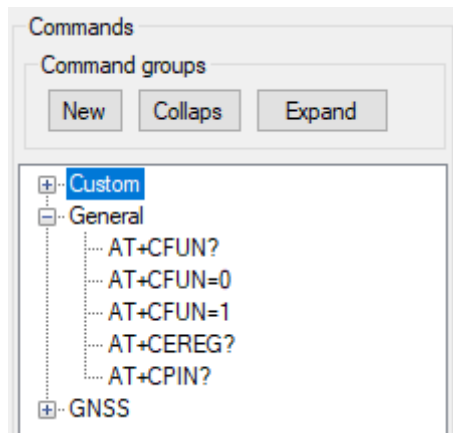 Commands
Command groups
New Collaps Expand
Custom
General
AT+CFUN?
AT+CFUN=0
AT+CFUN=1
AT+CEREG?
AT+CPIN?
GNSS